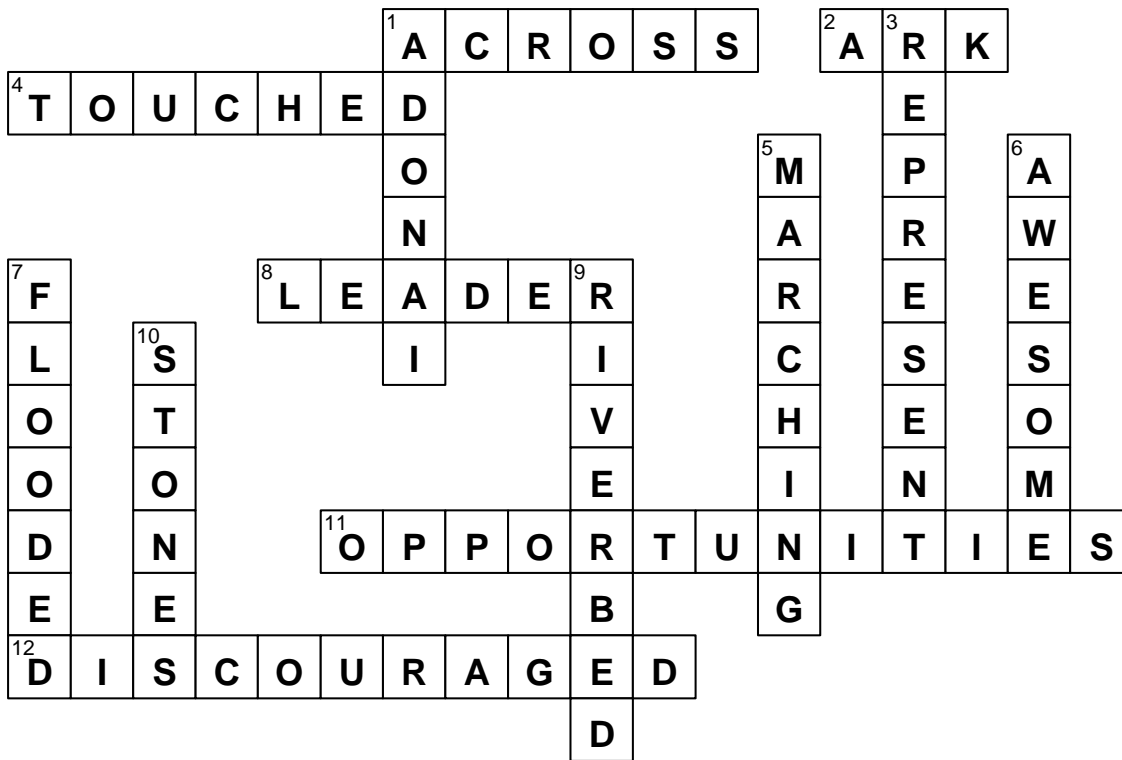 1 A C R O S S 2 A 3 R K
4 T O U C H E D E
O 5 M P 6 A
N A R W
7 F 8 L E A D E 9 R R E E
L 10 S I I C S S
O T V H E O
O O E I N M
D N 11 O P P O R T U N I T I E S
E E B G
12 D I S C O U R A G E D
D